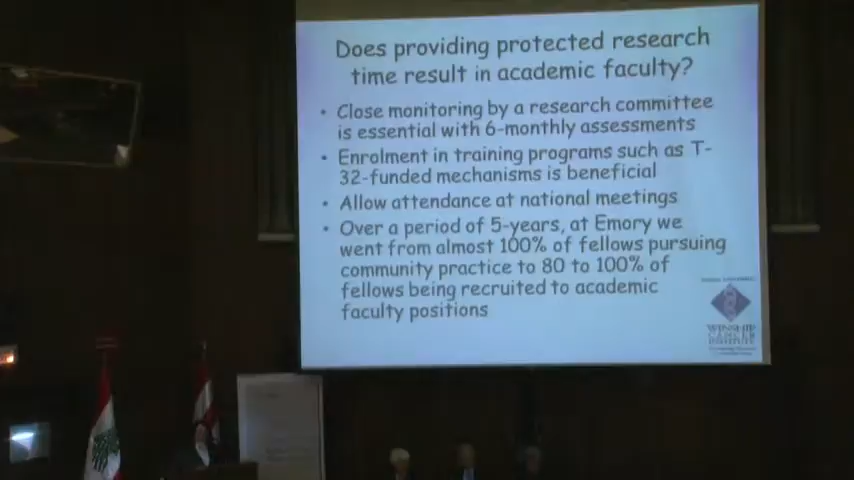 Does providing protected research
time result in academic faculty?
• Close monitoring by a research committee
is essential with 6-monthly assessments
• Enrolment in training programs such as T-
32-funded mechanisms is beneficial
• Allow attendance at national meetings
• Over a period of 5-years, at Emory we
went from almost 100% of fellows pursuing
community practice to 80 to 100% of
fellows being recruited to academic
faculty positions
WINSHIP
CANCER
INSTITUTE